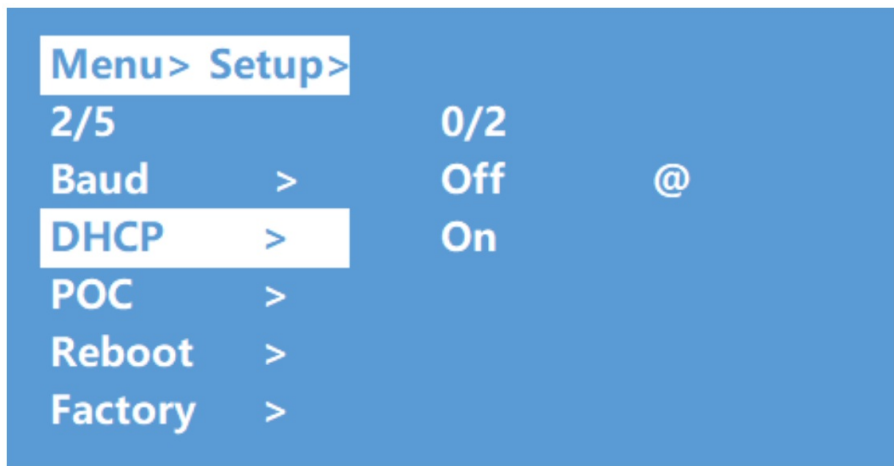 Menu> Setup>
2/5 0/2
Baud > Off @
DHCP > On
POC >
Reboot >
Factory >